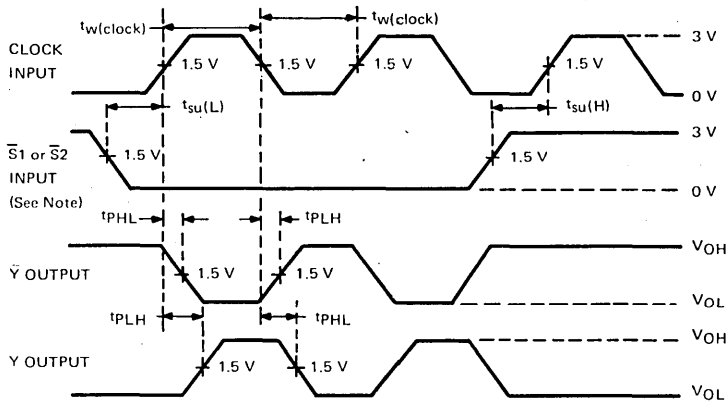 tw(clock) tw(clock)
CLOCK INPUT
1.5 V 1.5 V 1.5 V 1.5 V
3 V
0 V
tsu(L) tsu(H)
S̅1 or S̅2 INPUT (See Note)
1.5 V 1.5 V
3 V
0 V
tPHL tPLH
Y̅ OUTPUT
1.5 V 1.5 V
VOH
VOL
tPLH tPHL
Y OUTPUT
1.5 V 1.5 V
VOH
VOL